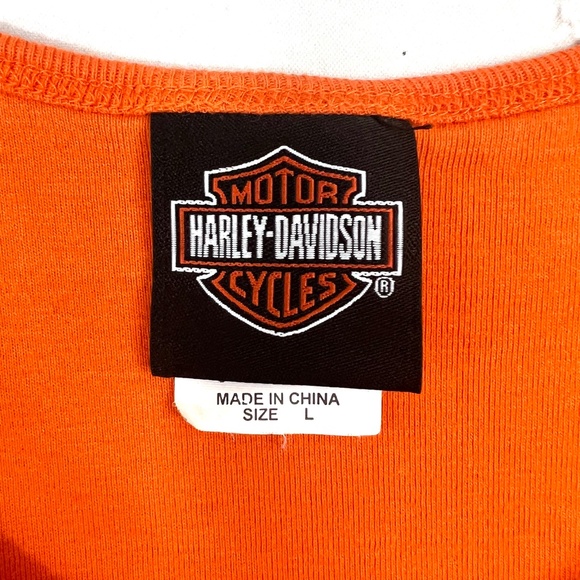 MOTOR
HARLEY-DAVIDSON
CYCLES
®
MADE IN CHINA
SIZE L